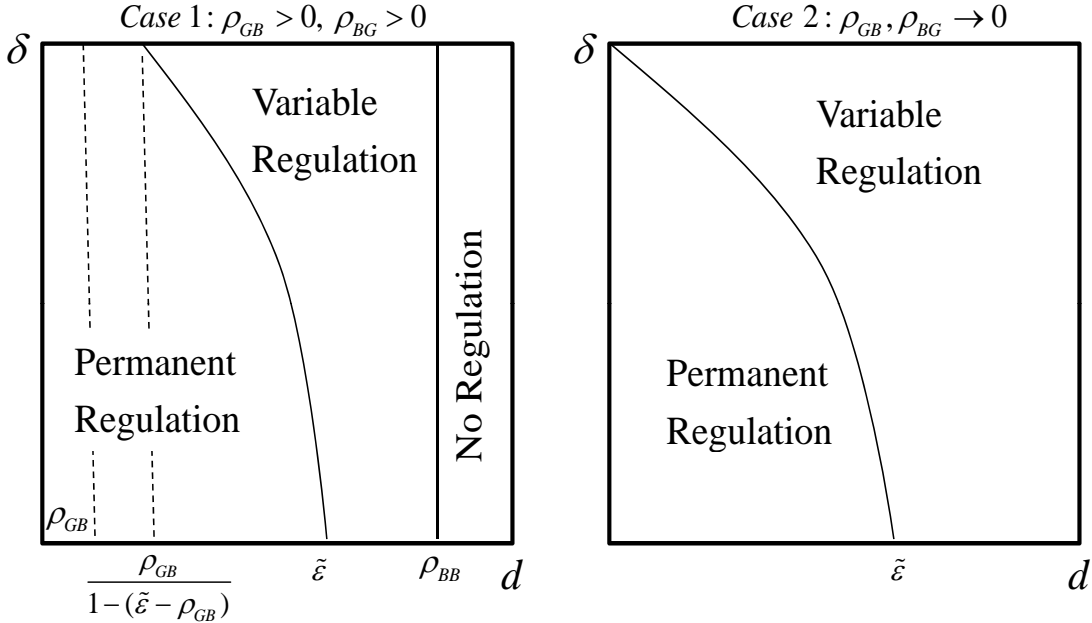 Case 1: ρ_GB > 0, ρ_BG > 0
δ
Variable
Regulation
Permanent
Regulation
No Regulation
ρ_GB
ρ_GB
1−(ε̃−ρ_GB)
ε̃
ρ_BB
d
Case 2: ρ_GB, ρ_BG → 0
δ
Variable
Regulation
Permanent
Regulation
ε̃
d